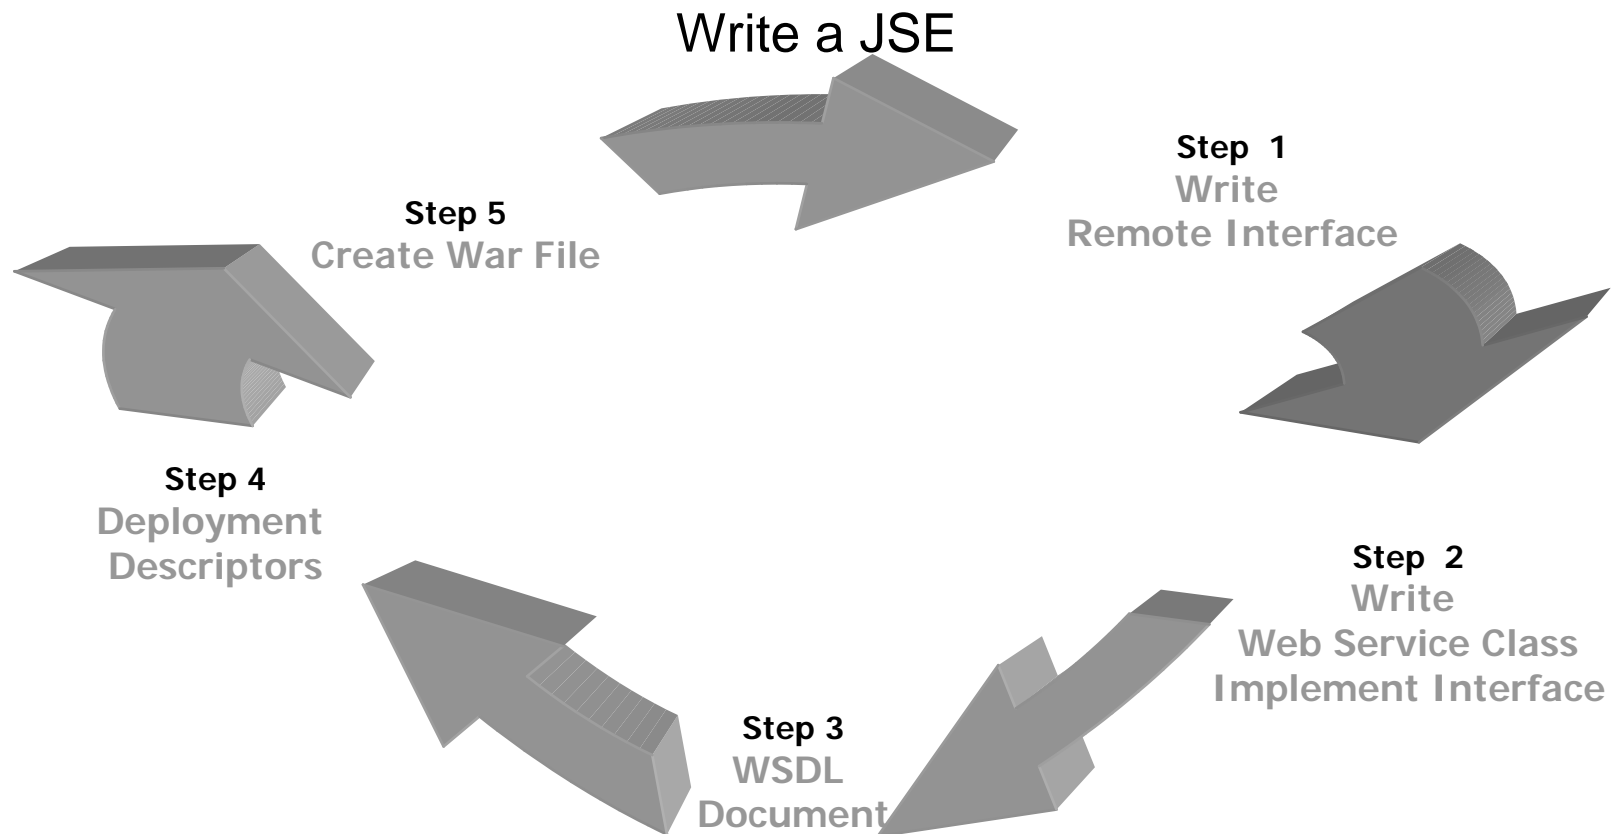 Write a JSE
Step 1
Write
Remote Interface
Step 2
Write
Web Service Class
Implement Interface
Step 3
WSDL
Document
Step 4
Deployment
Descriptors
Step 5
Create War File